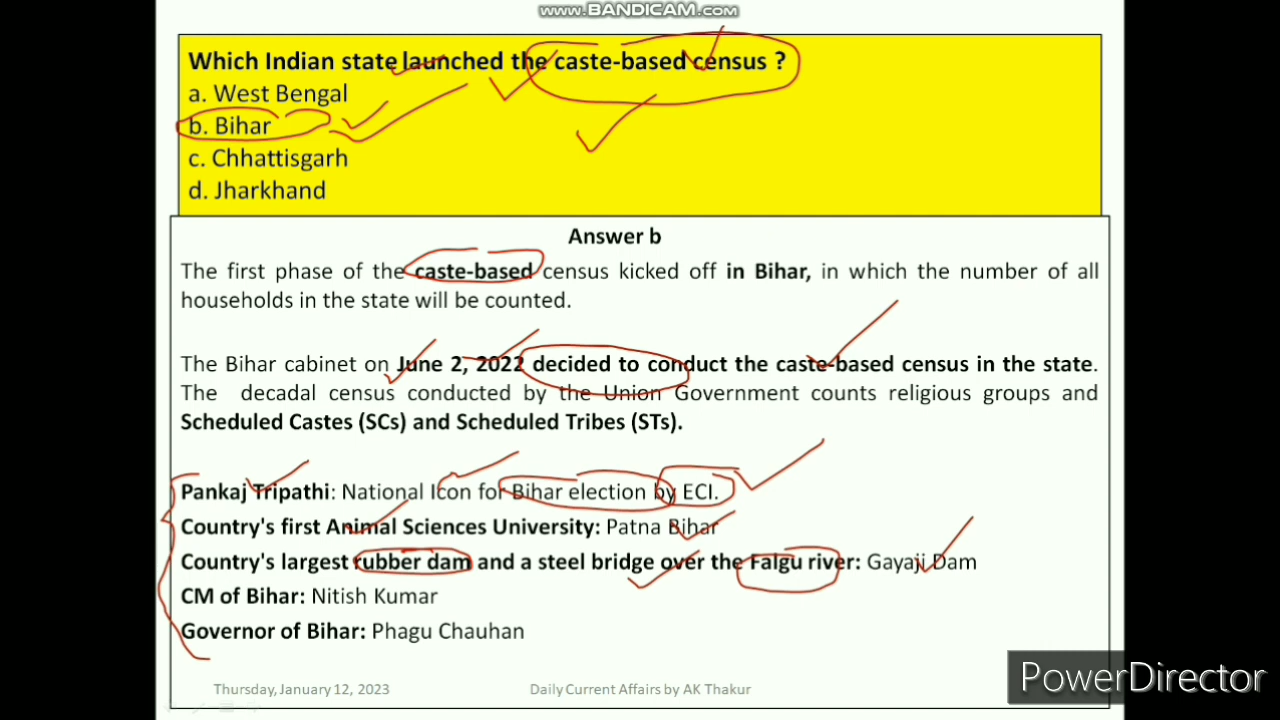 www.BANDICAM.com
Which Indian state launched the caste-based census ?
a. West Bengal
b. Bihar
c. Chhattisgarh
d. Jharkhand
Answer b
The first phase of the caste-based census kicked off in Bihar, in which the number of all
households in the state will be counted.
The Bihar cabinet on June 2, 2022 decided to conduct the caste-based census in the state.
The decadal census conducted by the Union Government counts religious groups and
Scheduled Castes (SCs) and Scheduled Tribes (STs).
Pankaj Tripathi: National Icon for Bihar election by ECI.
Country's first Animal Sciences University: Patna Bihar
Country's largest rubber dam and a steel bridge over the Falgu river: Gayaji Dam
CM of Bihar: Nitish Kumar
Governor of Bihar: Phagu Chauhan
Thursday, January 12, 2023 Daily Current Affairs by AK Thakur
PowerDirector